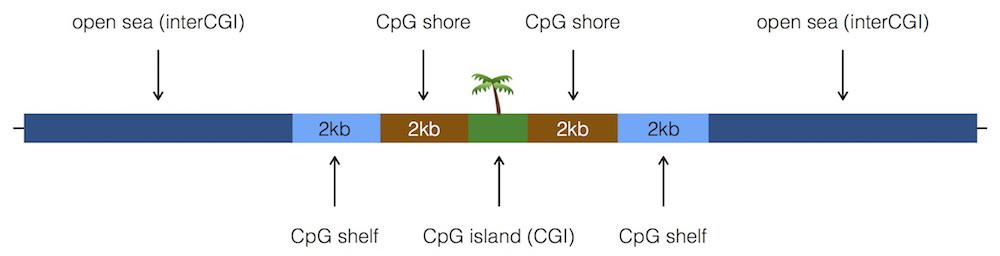 open sea (interCGI)
CpG shore
CpG shore
open sea (interCGI)
2kb
2kb
2kb
2kb
CpG shelf
CpG island (CGI)
CpG shelf